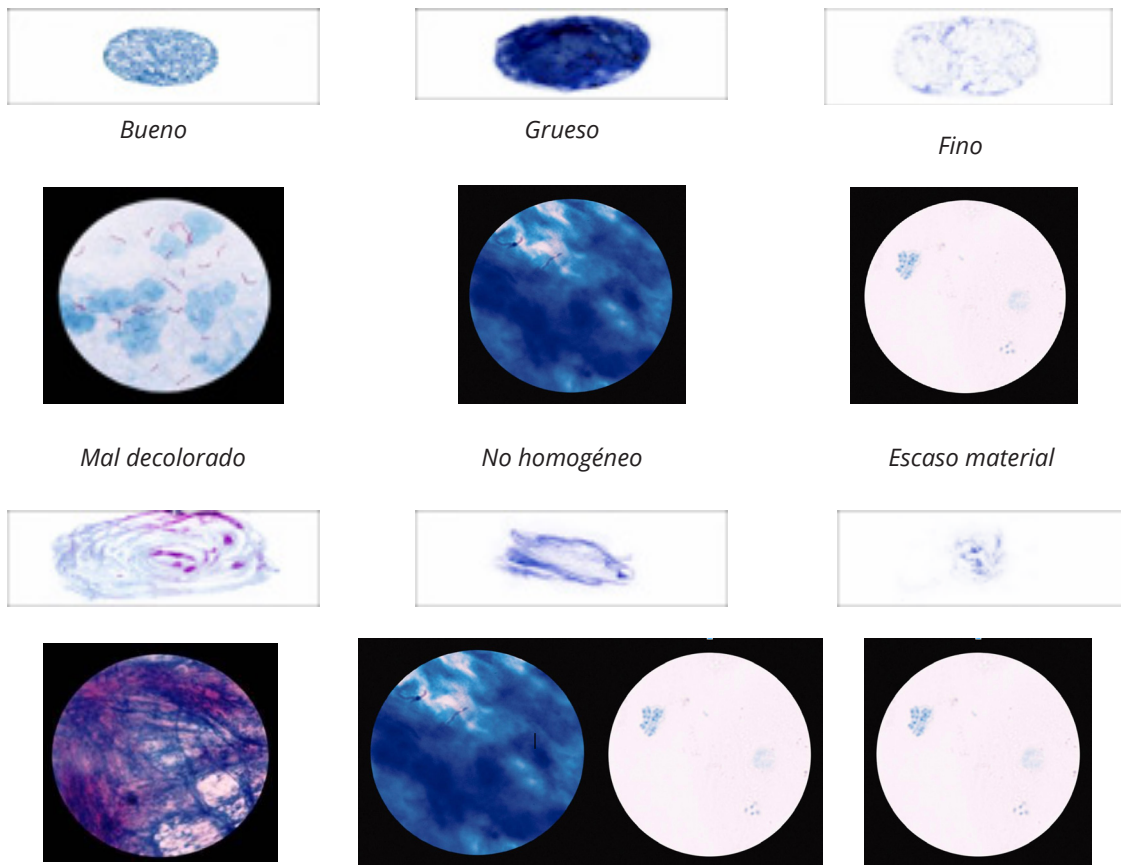 Bueno
Grueso
Fino
Mal decolorado
No homogéneo
Escaso material